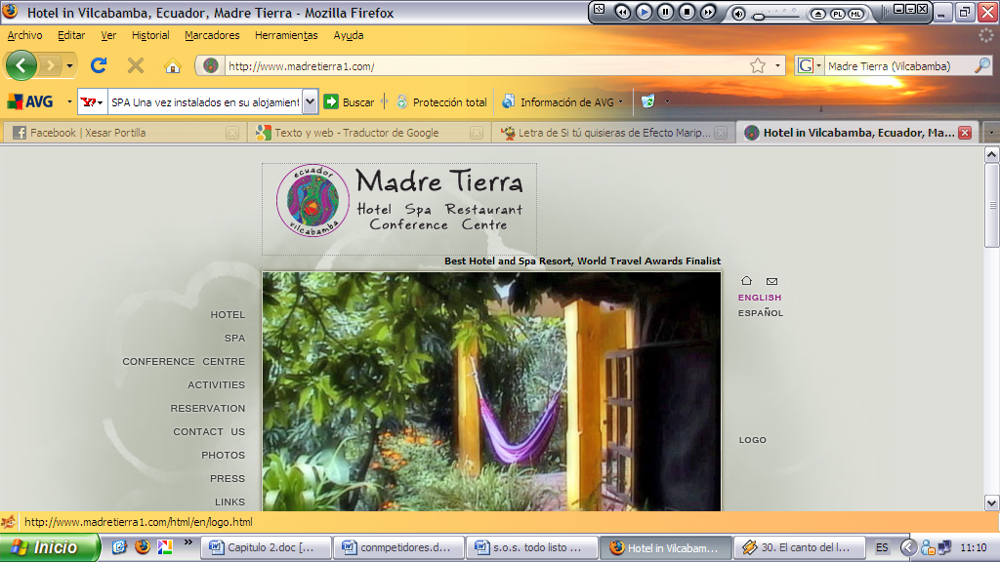 Hotel in Vilcabamba, Ecuador, Madre Tierra - Mozilla Firefox
Archivo Editar Ver Historial Marcadores Herramientas Ayuda
http://www.madretierra1.com/
G Madre Tierra (Vilcabamba)
AVG Y! SPA Una vez instalados en su alojamient Buscar Protección total Información de AVG
Facebook | Xesar Portilla
Texto y web - Traductor de Google
Letra de Si tú quisieras de Efecto Marip...
Hotel in Vilcabamba, Ecuador, Ma...
PL ML
ecuador
vilcabamba
Madre Tierra
Hotel Spa Restaurant
Conference Centre
Best Hotel and Spa Resort, World Travel Awards Finalist
ENGLISH
ESPAÑOL
HOTEL
SPA
CONFERENCE CENTRE
ACTIVITIES
RESERVATION
CONTACT US
PHOTOS
PRESS
LINKS
LOGO
http://www.madretierra1.com/html/en/logo.html
Inicio
Capitulo 2.doc [...
conmpetidores.d...
s.o.s. todo listo ...
Hotel in Vilcabam...
30. El canto del l...
ES
11:10